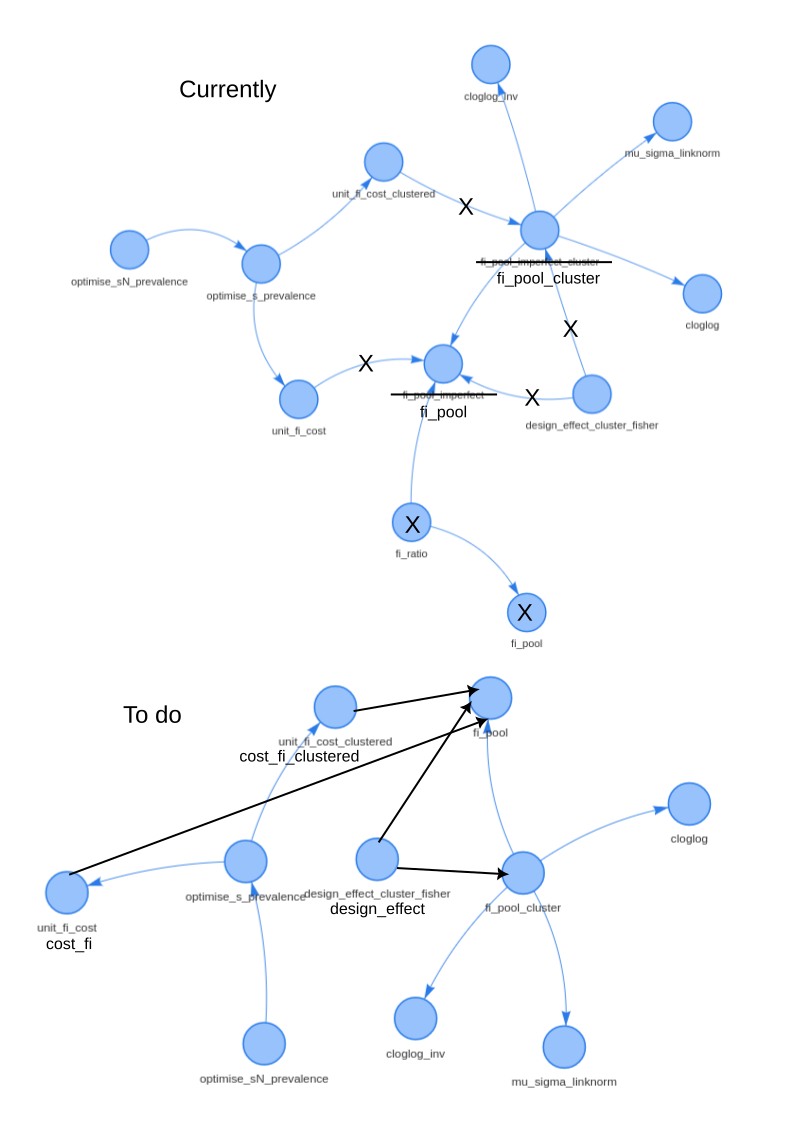 Currently
cloglog_inv
mu_sigma_linknorm
unit_fi_cost_clustered
X
fi_pool_imperfect_cluster
fi_pool_cluster
optimise_sN_prevalence
optimise_s_prevalence
cloglog
X
X
fi_pool_imperfect
fi_pool
X
design_effect_cluster_fisher
unit_fi_cost
X
fi_ratio
X
fi_pool
To do
unit_fi_cost_clustered
cost_fi_clustered
fi_pool
cloglog
optimise_s_prevalence
design_effect_cluster_fisher
design_effect
fi_pool_cluster
unit_fi_cost
cost_fi
cloglog_inv
optimise_sN_prevalence
mu_sigma_linknorm